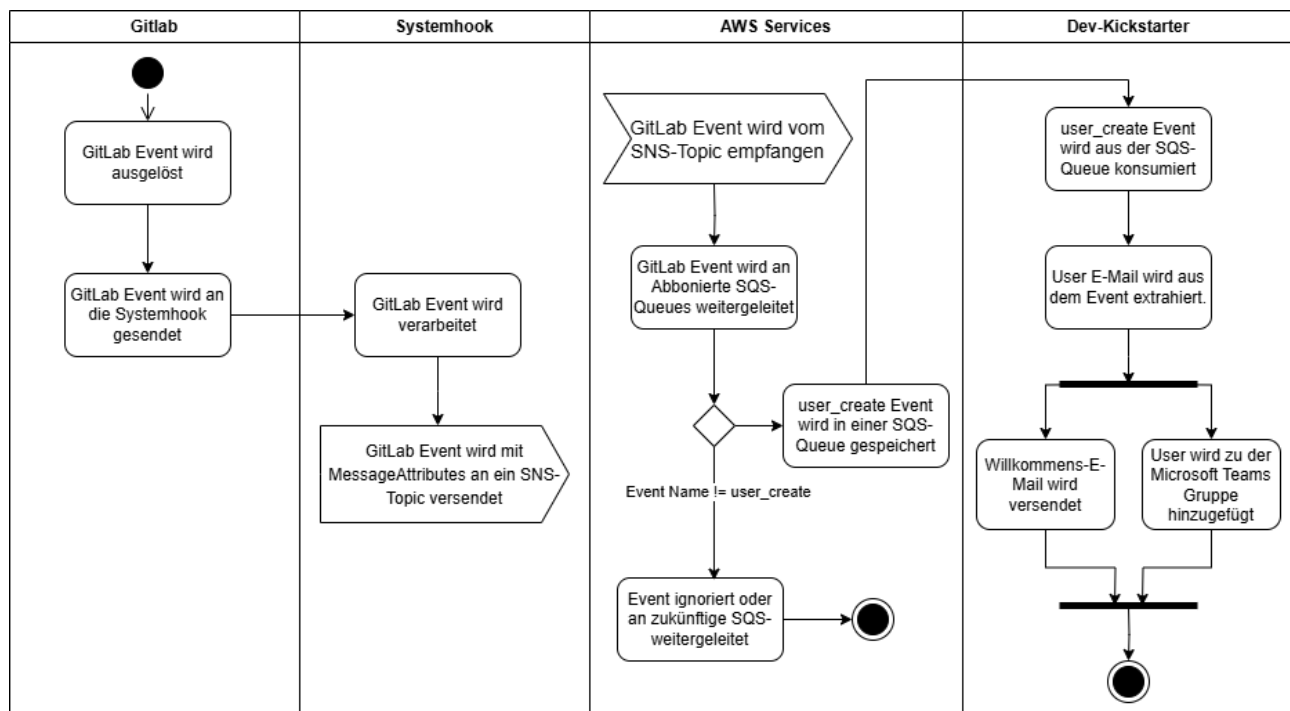 Gitlab
Systemhook
AWS Services
Dev-Kickstarter
GitLab Event wird
ausgelöst
GitLab Event wird an
die Systemhook
gesendet
GitLab Event wird
verarbeitet
GitLab Event wird mit
MessageAttributes an ein SNS-
Topic versendet
GitLab Event wird vom
SNS-Topic empfangen
GitLab Event wird an
Abbonierte SQS-
Queues weitergeleitet
user_create Event
wird in einer SQS-
Queue gespeichert
Event Name != user_create
Event ignoriert oder
an zukünftige SQS-
weitergeleitet
user_create Event
wird aus der SQS-
Queue konsumiert
User E-Mail wird aus
dem Event extrahiert.
Willkommens-E-
Mail wird
versendet
User wird zu der
Microsoft Teams
Gruppe
hinzugefügt